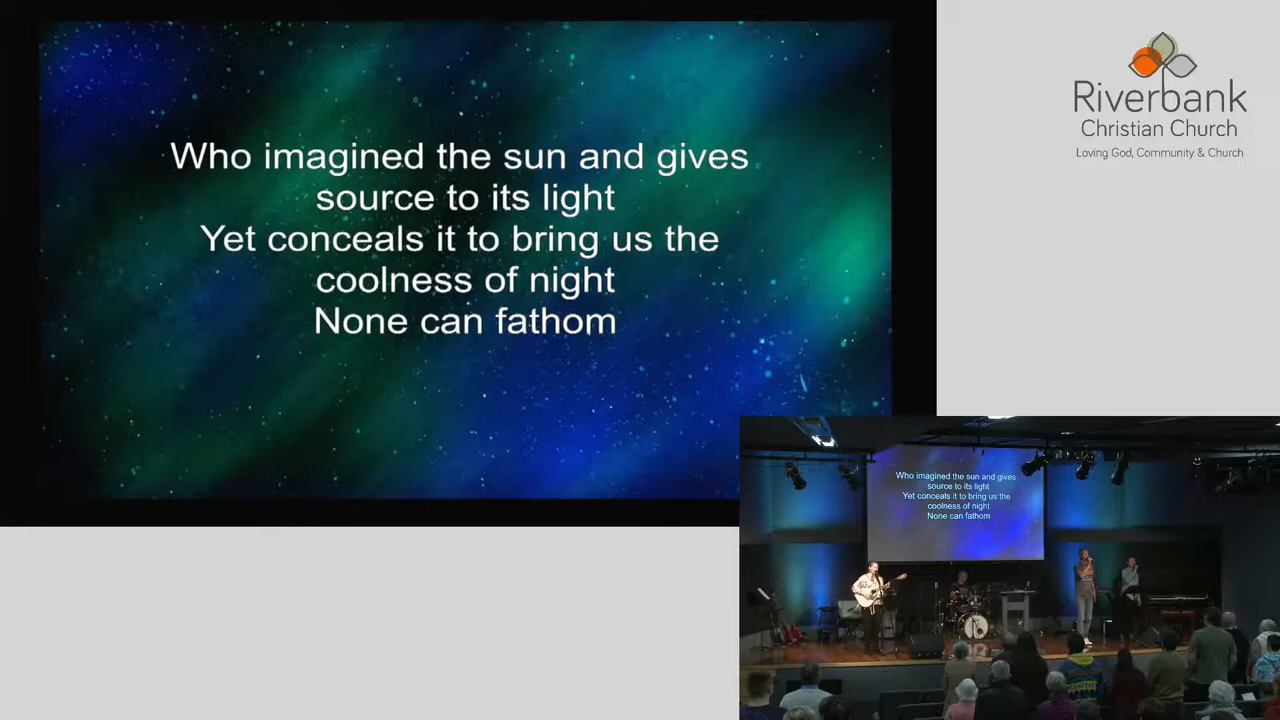 Who imagined the sun and gives
source to its light
Yet conceals it to bring us the
coolness of night
None can fathom
Riverbank
Christian Church
Loving God, Community & Church
Who imagined the sun and gives
source to its light
Yet conceals it to bring us the
coolness of night
None can fathom